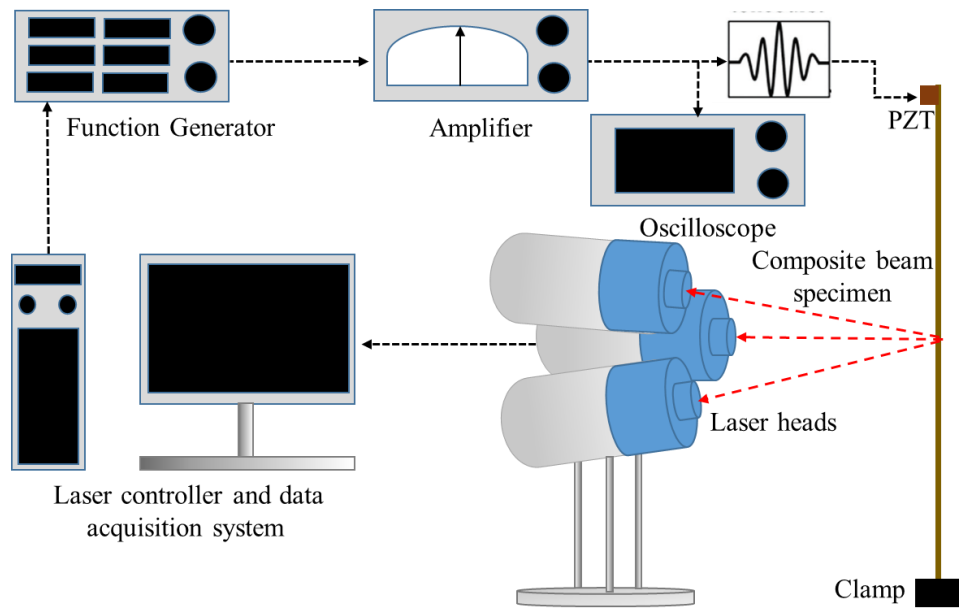 Function Generator
Amplifier
PZT
Oscilloscope
Composite beam
specimen
Laser heads
Laser controller and data
acquisition system
Clamp